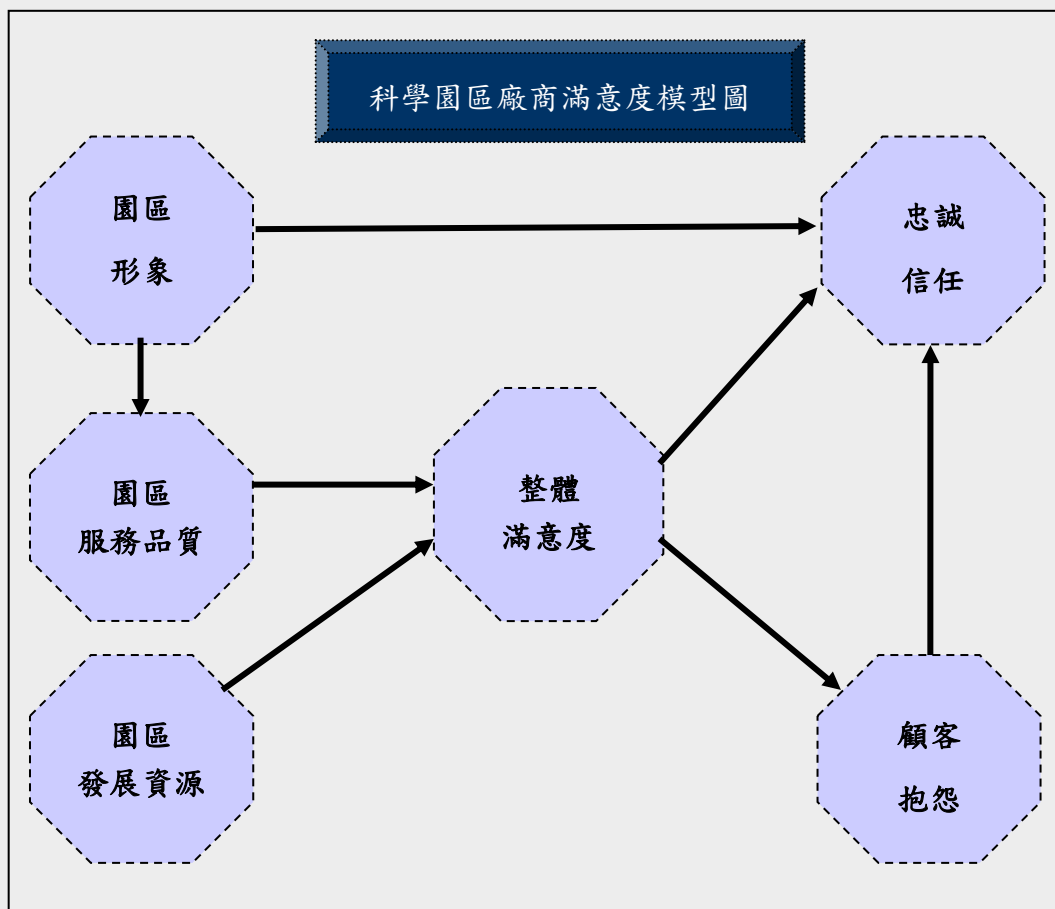 科學園區廠商滿意度模型圖
園區
形象
忠誠
信任
園區
服務品質
整體
滿意度
園區
發展資源
顧客
抱怨